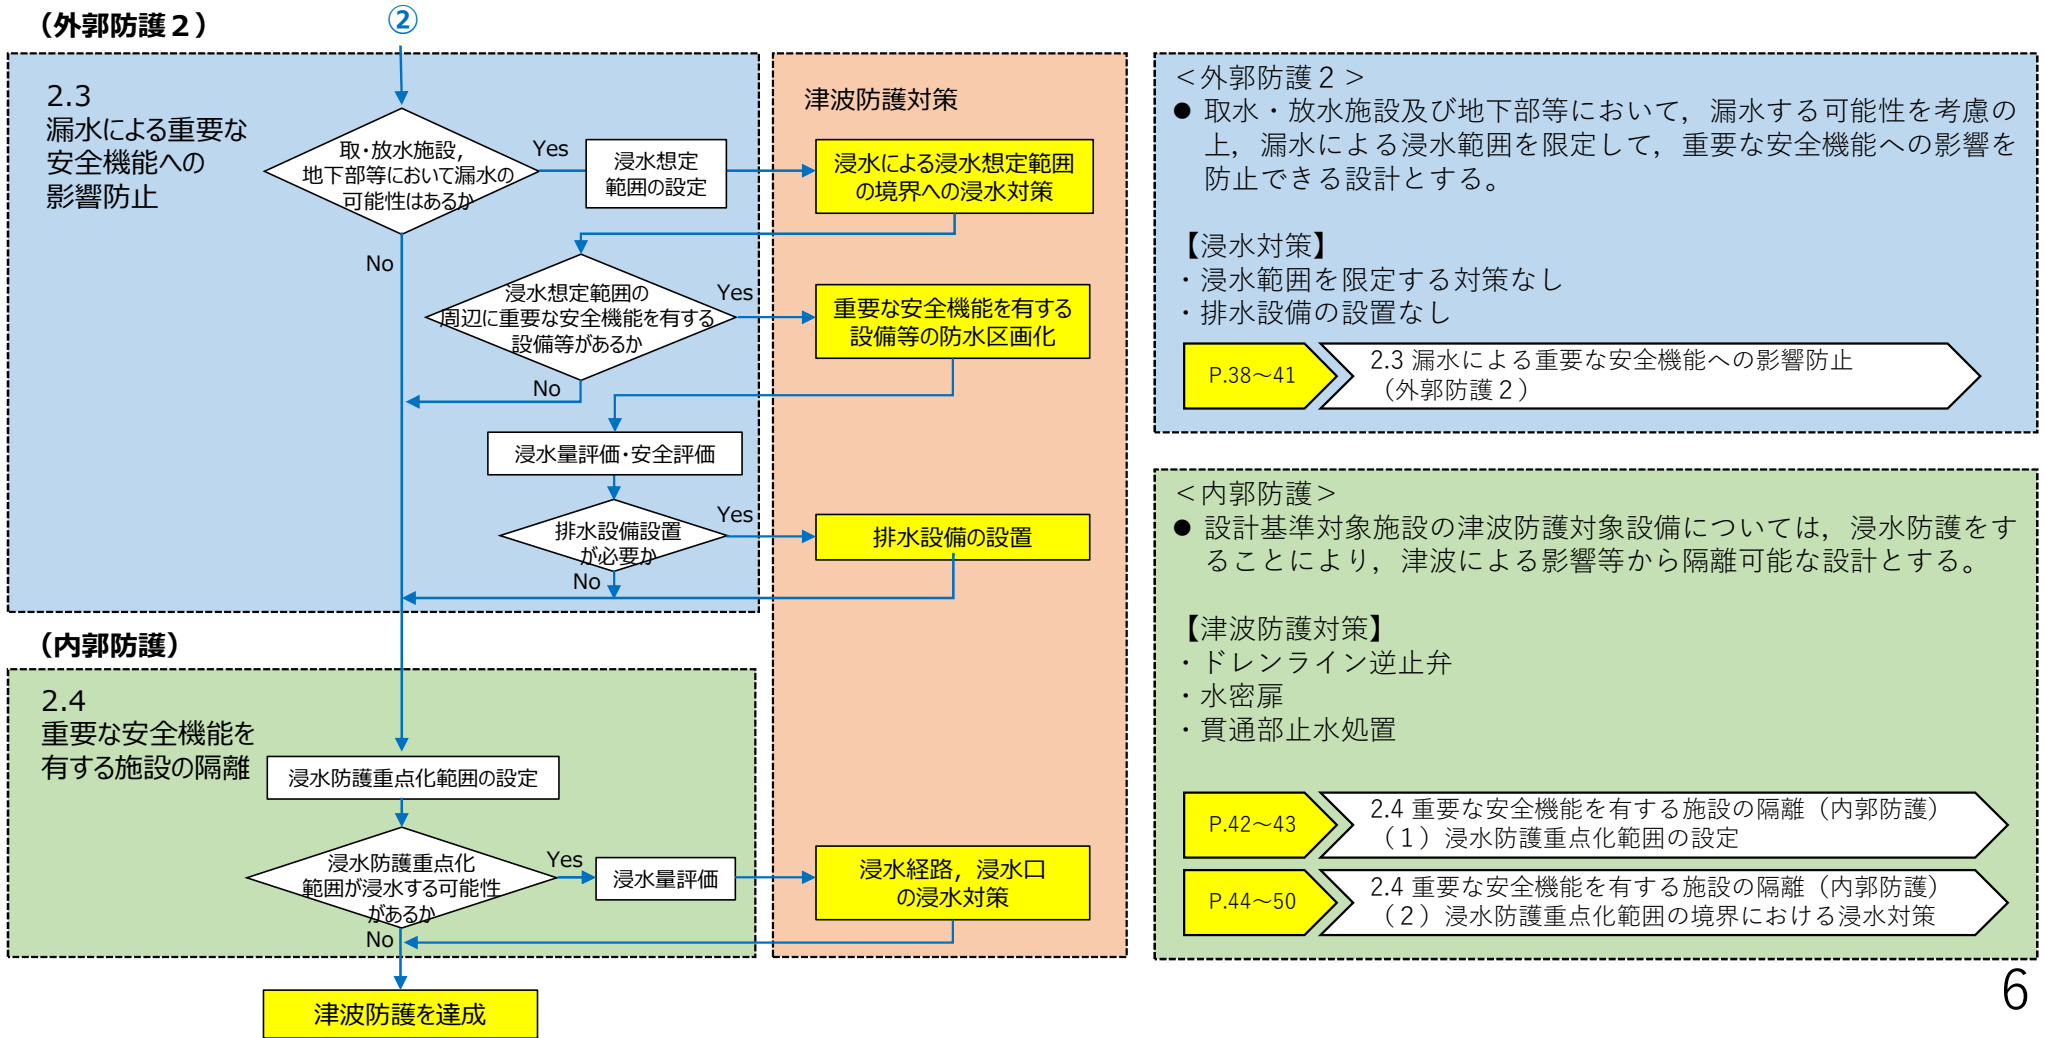 （外郭防護２）
②
2.3
漏水による重要な
安全機能への
影響防止
取・放水施設，
地下部等において漏水の
可能性はあるか
Yes
No
浸水想定
範囲の設定
津波防護対策
浸水による浸水想定範囲
の境界への浸水対策
浸水想定範囲の
周辺に重要な安全機能を有する
設備等があるか
Yes
No
重要な安全機能を有する
設備等の防水区画化
浸水量評価・安全評価
排水設備設置
が必要か
Yes
No
排水設備の設置
（内郭防護）
2.4
重要な安全機能を
有する施設の隔離
浸水防護重点化範囲の設定
浸水防護重点化
範囲が浸水する可能性
があるか
Yes
No
浸水量評価
浸水経路，浸水口
の浸水対策
津波防護を達成
＜外郭防護２＞
● 取水・放水施設及び地下部等において，漏水する可能性を考慮の
上，漏水による浸水範囲を限定して，重要な安全機能への影響を
防止できる設計とする。
【浸水対策】
・浸水範囲を限定する対策なし
・排水設備の設置なし
P.38～41
2.3 漏水による重要な安全機能への影響防止
（外郭防護２）
＜内郭防護＞
● 設計基準対象施設の津波防護対象設備については，浸水防護をす
ることにより，津波による影響等から隔離可能な設計とする。
【津波防護対策】
・ドレンライン逆止弁
・水密扉
・貫通部止水処置
P.42～43
2.4 重要な安全機能を有する施設の隔離（内郭防護）
（１）浸水防護重点化範囲の設定
P.44～50
2.4 重要な安全機能を有する施設の隔離（内郭防護）
（２）浸水防護重点化範囲の境界における浸水対策
6